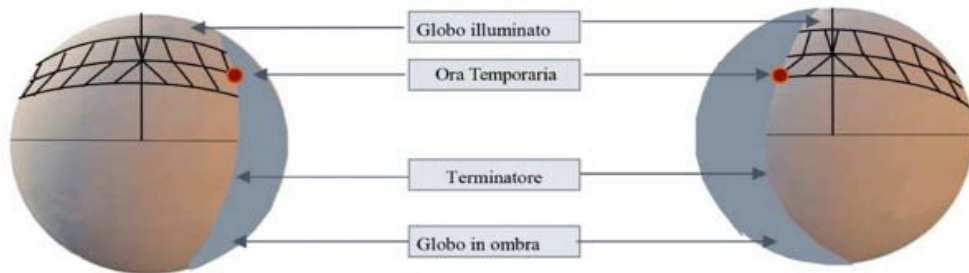 Globo illuminato
Ora Temporaria
Terminatore
Globo in ombra